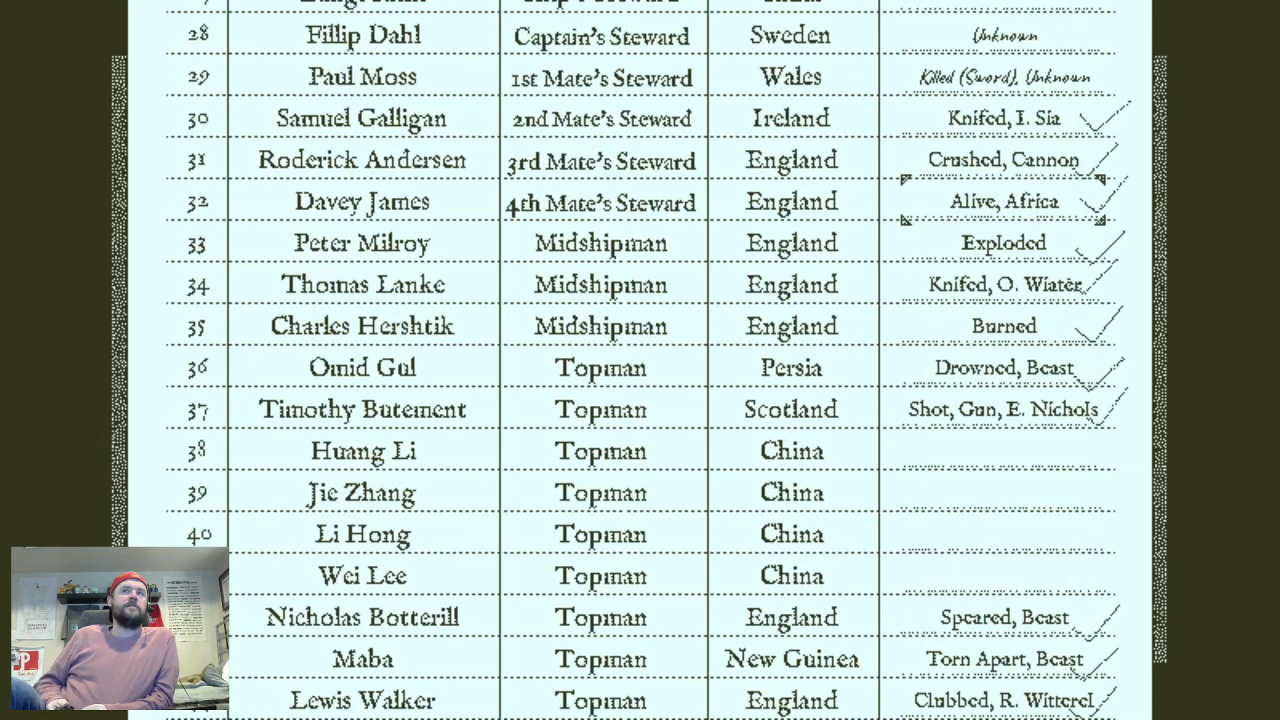 28 Fillip Dahl Captain's Steward Sweden Unknown
29 Paul Moss 1st Mate's Steward Wales Killed (Sword), Unknown
30 Samuel Galligan 2nd Mate's Steward Ireland Knifed, I. Sia
31 Roderick Andersen 3rd Mate's Steward England Crushed, Cannon
32 Davey James 4th Mate's Steward England Alive, Africa
33 Peter Milroy Midshipman England Exploded
34 Thomas Lanke Midshipman England Knifed, O. Wiater
35 Charles Hershtik Midshipman England Burned
36 Omid Gul Topman Persia Drowned, Beast
37 Timothy Butement Topman Scotland Shot, Gun, E. Nichols
38 Huang Li Topman China
39 Jie Zhang Topman China
40 Li Hong Topman China
Wei Lee Topman China
Nicholas Botterill Topman England Speared, Beast
Maba Topman New Guinea Torn Apart, Beast
Lewis Walker Topman England Clubbed, R. Witterel